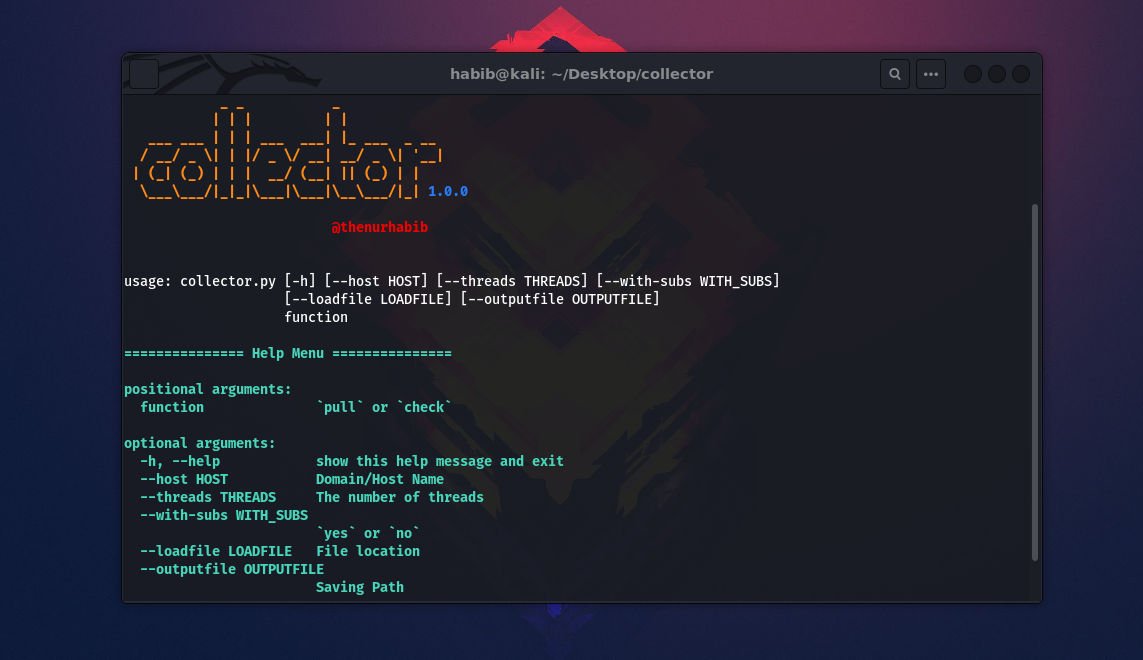 habib@kali: ~/Desktop/collector
collector 1.0.0
@thenurhabib
usage: collector.py [-h] [--host HOST] [--threads THREADS] [--with-subs WITH_SUBS]
[--loadfile LOADFILE] [--outputfile OUTPUTFILE]
function
=============== Help Menu ===============
positional arguments:
function `pull` or `check`
optional arguments:
-h, --help show this help message and exit
--host HOST Domain/Host Name
--threads THREADS The number of threads
--with-subs WITH_SUBS
`yes` or `no`
--loadfile LOADFILE File location
--outputfile OUTPUTFILE
Saving Path